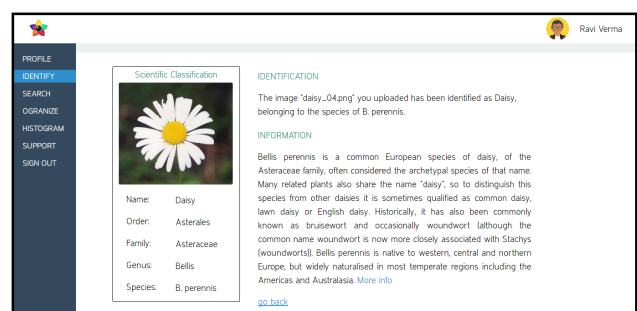 Ravi Verma
PROFILE
IDENTIFY
SEARCH
OGRANIZE
HISTOGRAM
SUPPORT
SIGN OUT
Scientific Classification
Name: Daisy
Order: Asterales
Family: Asteraceae
Genus: Bellis
Species: B. perennis
IDENTIFICATION
The image "daisy_04.png" you uploaded has been identified as Daisy,
belonging to the species of B. perennis.
INFORMATION
Bellis perennis is a common European species of daisy, of the
Asteraceae family, often considered the archetypal species of that name.
Many related plants also share the name "daisy", so to distinguish this
species from other daisies it is sometimes qualified as common daisy,
lawn daisy or English daisy. Historically, it has also been commonly
known as bruisewort and occasionally woundwort (although the
common name woundwort is now more closely associated with Stachys
(woundworts)). Bellis perennis is native to western, central and northern
Europe, but widely naturalised in most temperate regions including the
Americas and Australasia. More info
go back